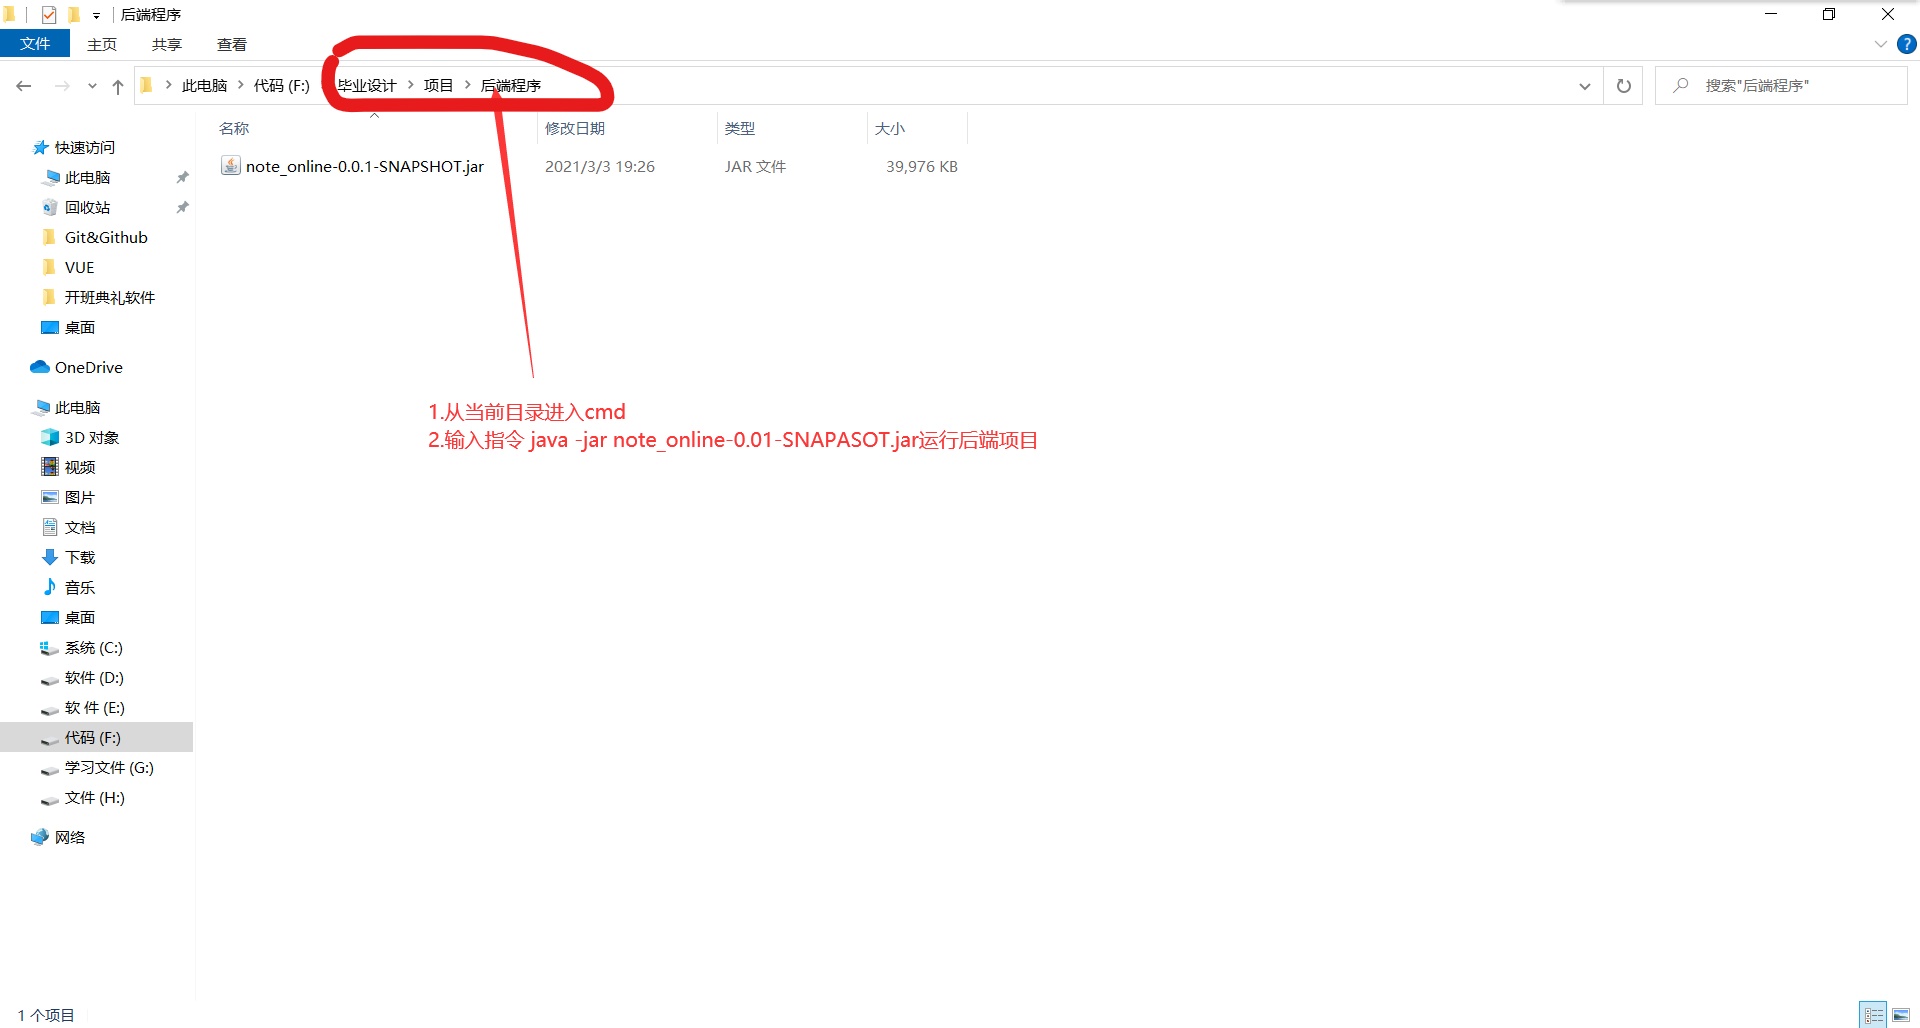 后端程序
文件 主页 共享 查看
此电脑 代码 (F:) 毕业设计 项目 后端程序
搜索"后端程序"
名称 修改日期 类型 大小
note_online-0.0.1-SNAPSHOT.jar 2021/3/3 19:26 JAR 文件 39,976 KB
快速访问
此电脑
回收站
Git&Github
VUE
开班典礼软件
桌面
OneDrive
此电脑
3D 对象
视频
图片
文档
下载
音乐
桌面
系统 (C:)
软件 (D:)
软 件 (E:)
代码 (F:)
学习文件 (G:)
文件 (H:)
网络
1.从当前目录进入cmd
2.输入指令 java -jar note_online-0.01-SNAPASOT.jar运行后端项目
1 个项目